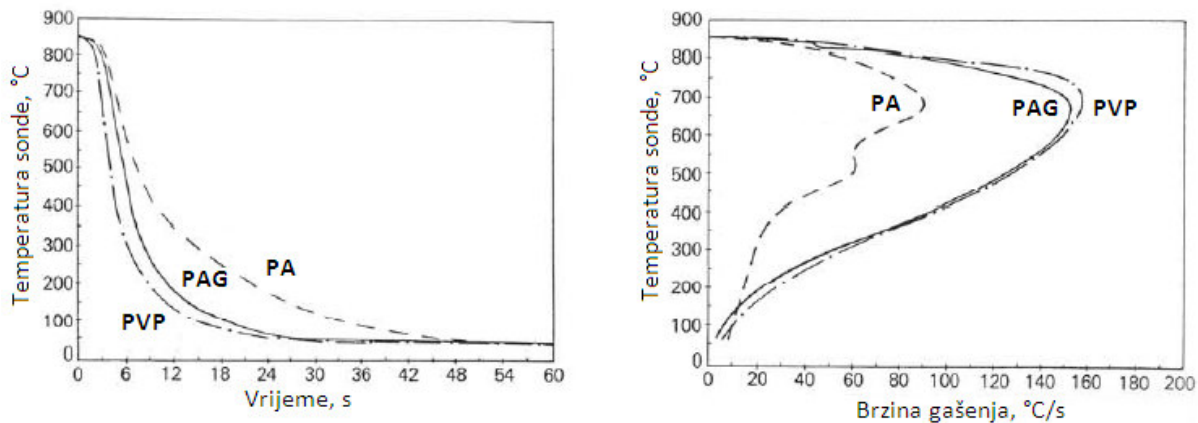 900
800
700
600
500
400
300
200
100
0
Temperatura sonde, °C
PAG
PA
PVP
0 6 12 18 24 30 36 42 48 54 60
Vrijeme, s
900
800
700
600
500
400
300
200
100
0
Temperatura sonde, °C
PA
PAG
PVP
0 20 40 60 80 100 120 140 160 180 200
Brzina gašenja, °C/s